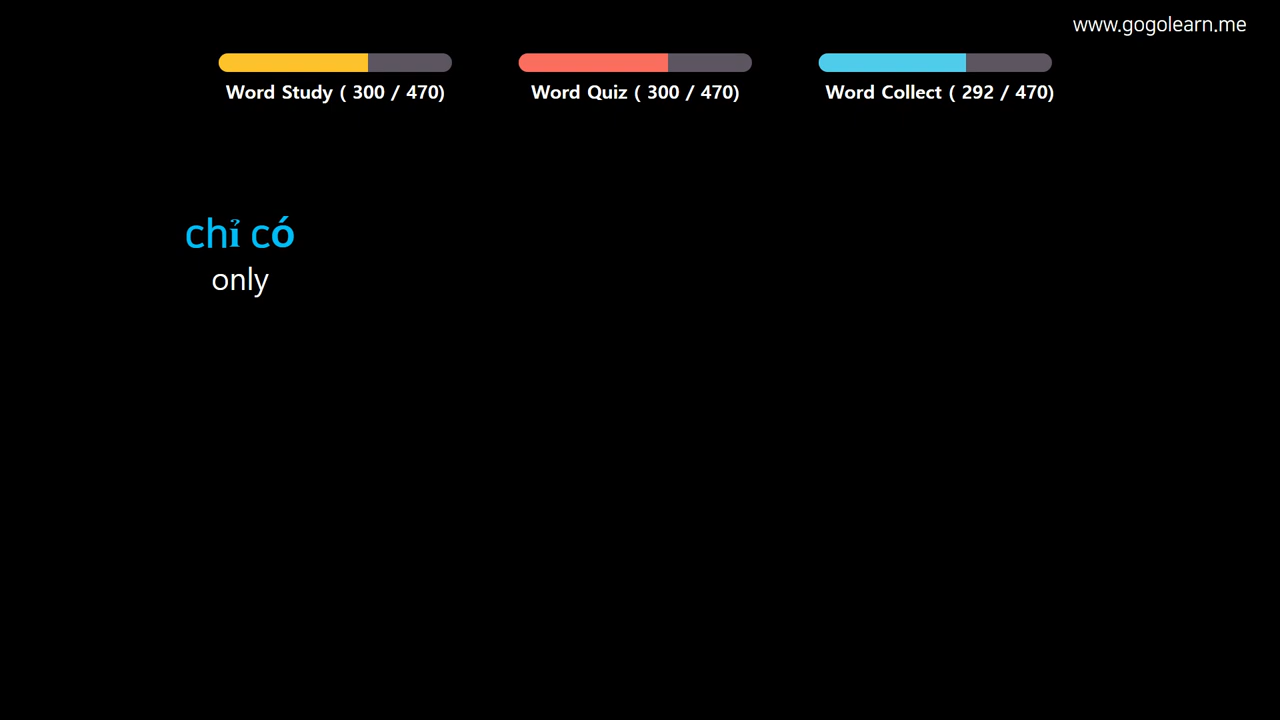 www.gogolearn.me
Word Study ( 300 / 470)
Word Quiz ( 300 / 470)
Word Collect ( 292 / 470)
chỉ có
only